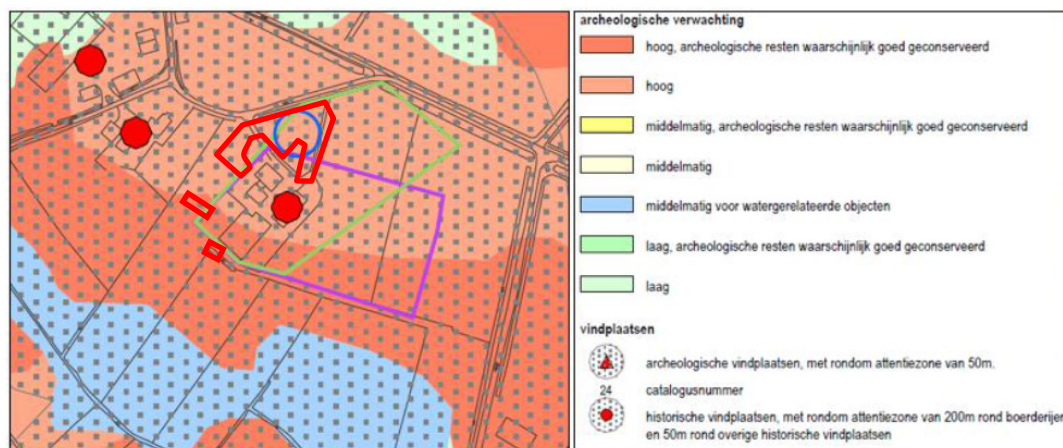 archeologische verwachting
hoog, archeologische resten waarschijnlijk goed geconserveerd
hoog
middelmatig, archeologische resten waarschijnlijk goed geconserveerd
middelmatig
middelmatig voor watergerelateerde objecten
laag, archeologische resten waarschijnlijk goed geconserveerd
laag
vindplaatsen
archeologische vindplaatsen, met rondom attentiezone van 50m.
24 catalogusnummer
historische vindplaatsen, met rondom attentiezone van 200m rond boerderijen
en 50m rond overige historische vindplaatsen